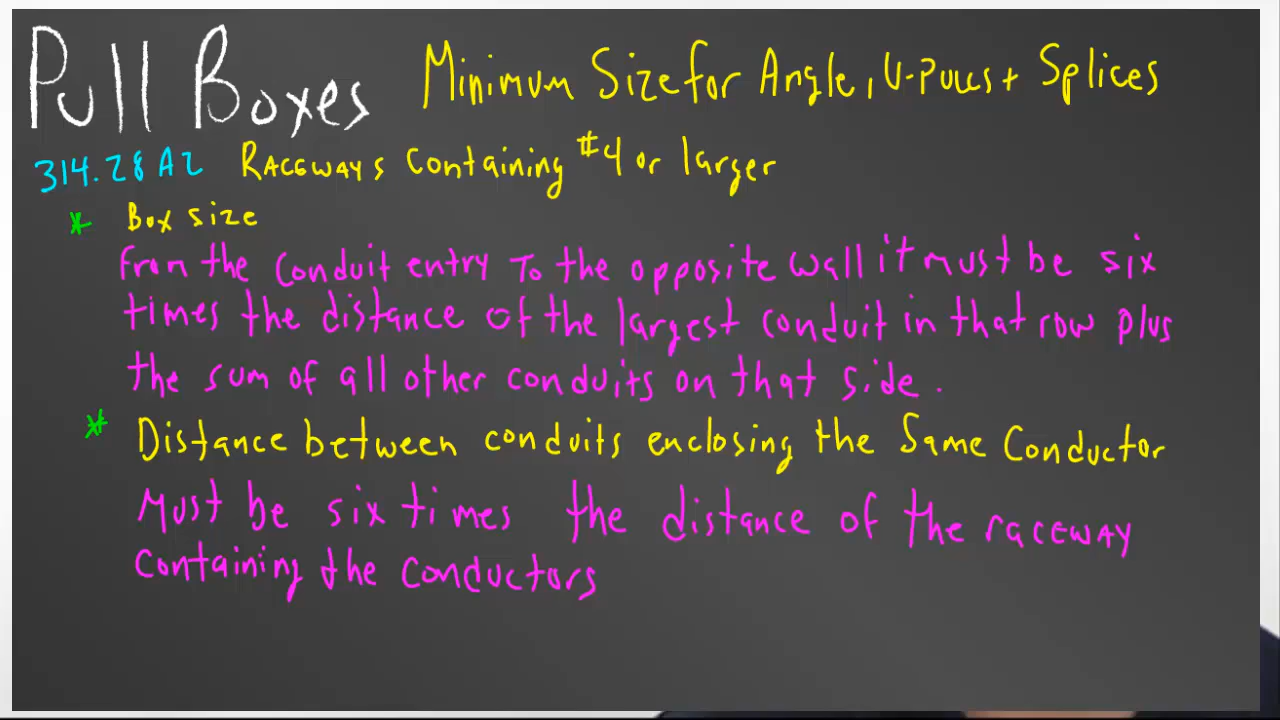 Pull Boxes Minimum Size for Angle, U-Pulls + Splices
314.28 A2 Raceways Containing #4 or larger
* Box size
From the Conduit entry To the opposite wall it must be six
times the distance of the largest conduit in that row plus
the sum of all other conduits on that side.
* Distance between conduits enclosing the Same Conductor
Must be six times the distance of the raceway
containing the conductors